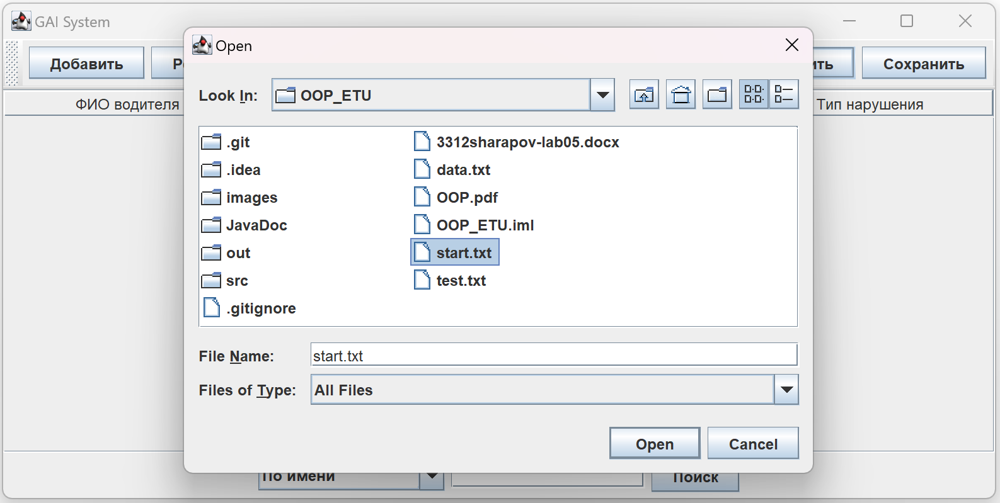 GAI System
Open
Добавить
Сохранить
Look In:
OOP_ETU
ФИО водителя
Тип нарушения
.git
.idea
images
JavaDoc
out
src
.gitignore
3312sharapov-lab05.docx
data.txt
OOP.pdf
OOP_ETU.iml
start.txt
test.txt
File Name:
start.txt
Files of Type:
All Files
Open
Cancel
По имени
Поиск